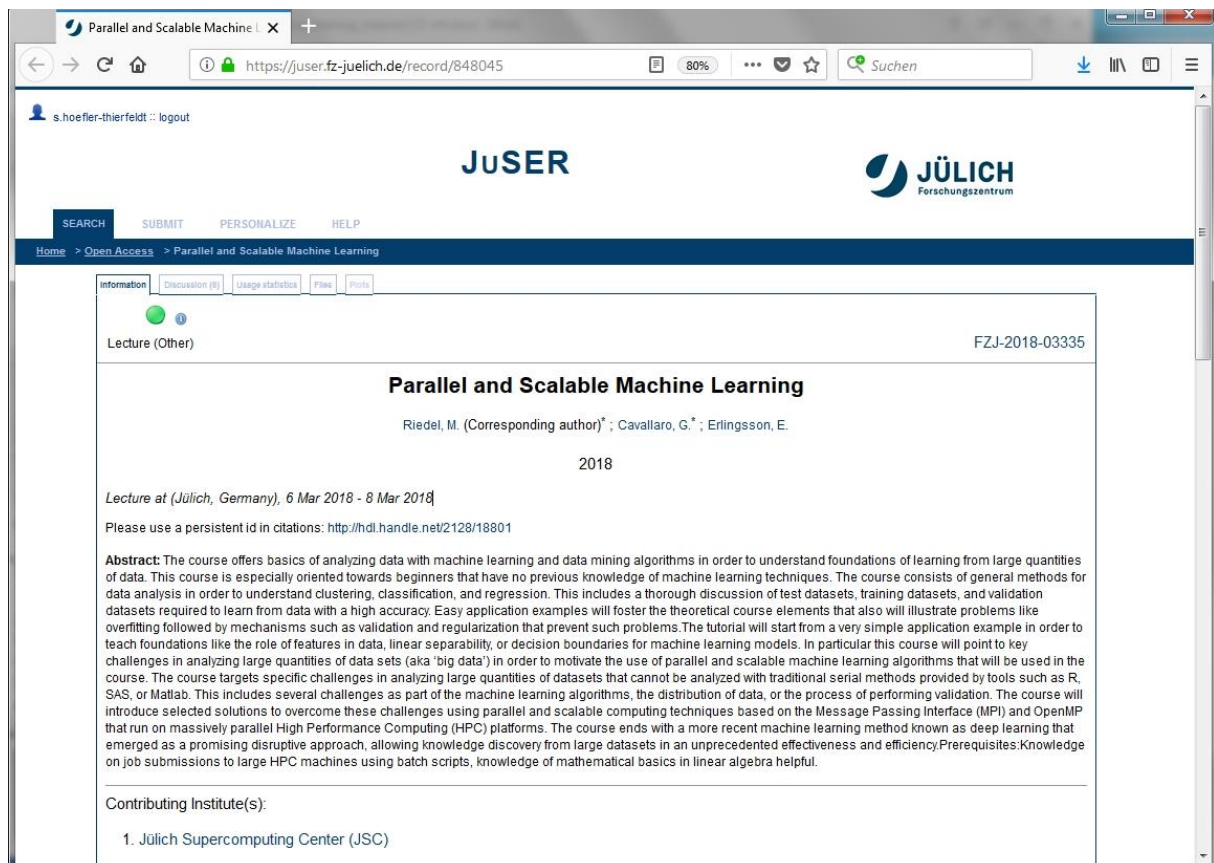 Parallel and Scalable Machine L
https://juser.fz-juelich.de/record/848045
80%
Suchen
s.hoefler-thierfeldt :: logout
JuSER
JÜLICH
Forschungszentrum
SEARCH SUBMIT PERSONALIZE HELP
Home > Open Access > Parallel and Scalable Machine Learning
Information Discussion (0) Usage statistics Files Plots
Lecture (Other)
FZJ-2018-03335
Parallel and Scalable Machine Learning
Riedel, M. (Corresponding author)* ; Cavallaro, G.* ; Erlingsson, E.
2018
Lecture at (Jülich, Germany), 6 Mar 2018 - 8 Mar 2018
Please use a persistent id in citations: http://hdl.handle.net/2128/18801
Abstract: The course offers basics of analyzing data with machine learning and data mining algorithms in order to understand foundations of learning from large quantities
of data. This course is especially oriented towards beginners that have no previous knowledge of machine learning techniques. The course consists of general methods for
data analysis in order to understand clustering, classification, and regression. This includes a thorough discussion of test datasets, training datasets, and validation
datasets required to learn from data with a high accuracy. Easy application examples will foster the theoretical course elements that also will illustrate problems like
overfitting followed by mechanisms such as validation and regularization that prevent such problems.The tutorial will start from a very simple application example in order to
teach foundations like the role of features in data, linear separability, or decision boundaries for machine learning models. In particular this course will point to key
challenges in analyzing large quantities of data sets (aka 'big data') in order to motivate the use of parallel and scalable machine learning algorithms that will be used in the
course. The course targets specific challenges in analyzing large quantities of datasets that cannot be analyzed with traditional serial methods provided by tools such as R,
SAS, or Matlab. This includes several challenges as part of the machine learning algorithms, the distribution of data, or the process of performing validation. The course will
introduce selected solutions to overcome these challenges using parallel and scalable computing techniques based on the Message Passing Interface (MPI) and OpenMP
that run on massively parallel High Performance Computing (HPC) platforms. The course ends with a more recent machine learning method known as deep learning that
emerged as a promising disruptive approach, allowing knowledge discovery from large datasets in an unprecedented effectiveness and efficiency.Prerequisites:Knowledge
on job submissions to large HPC machines using batch scripts, knowledge of mathematical basics in linear algebra helpful.
Contributing Institute(s):
1. Jülich Supercomputing Center (JSC)